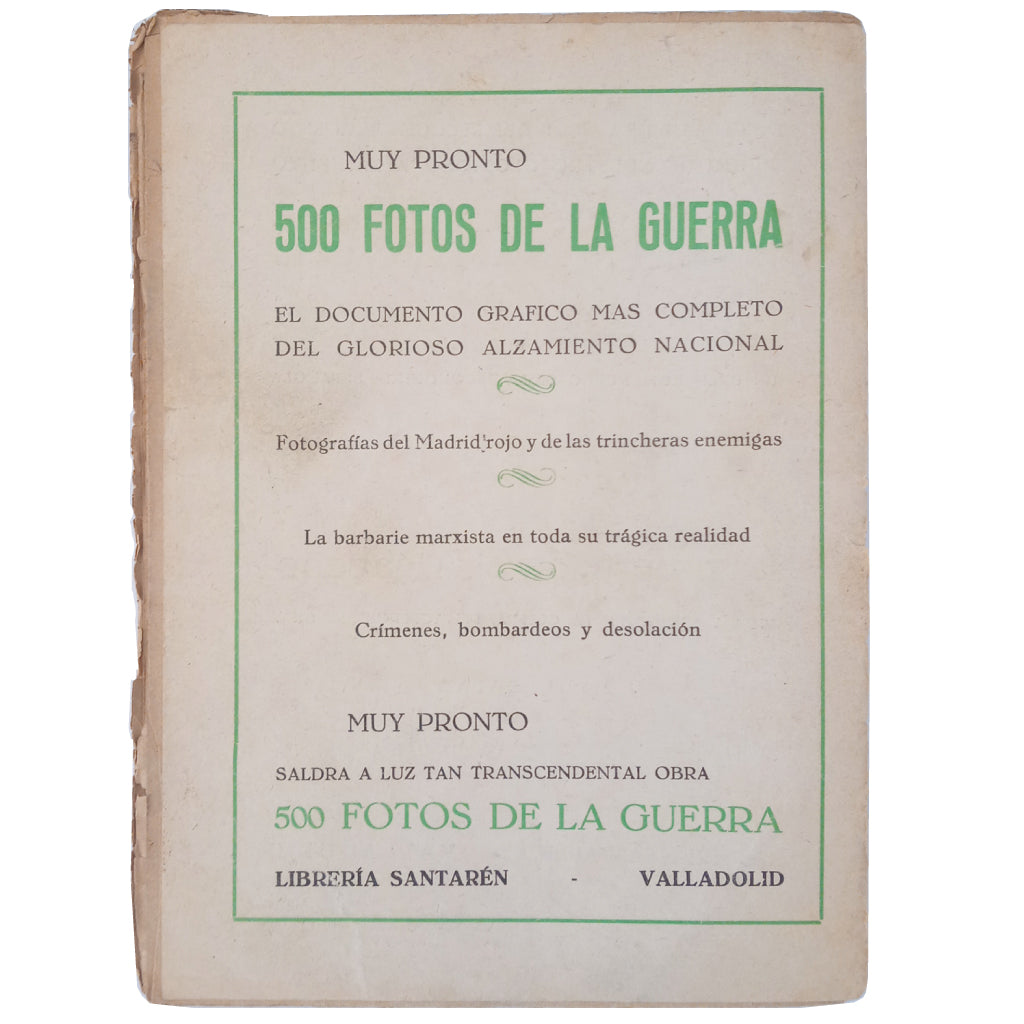 MUY PRONTO
500 FOTOS DE LA GUERRA
EL DOCUMENTO GRAFICO MAS COMPLETO
DEL GLORIOSO ALZAMIENTO NACIONAL
Fotografías del Madrid rojo y de las trincheras enemigas
La barbarie marxista en toda su trágica realidad
Crímenes, bombardeos y desolación
MUY PRONTO
SALDRA A LUZ TAN TRANSCENDENTAL OBRA
500 FOTOS DE LA GUERRA
LIBRERÍA SANTARÉN - VALLADOLID